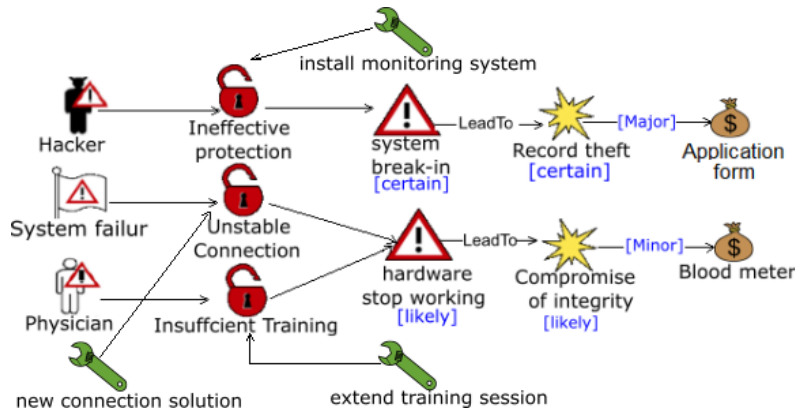 install monitoring system
Hacker
Ineffective
protection
system
break-in
[certain]
LeadTo
Record theft
[certain]
[Major]
Application
form
System failur
Unstable
Connection
hardware
stop working
[likely]
LeadTo
Compromise
of integrity
[likely]
[Minor]
Blood meter
Physician
Insuffcient Training
new connection solution
extend training session